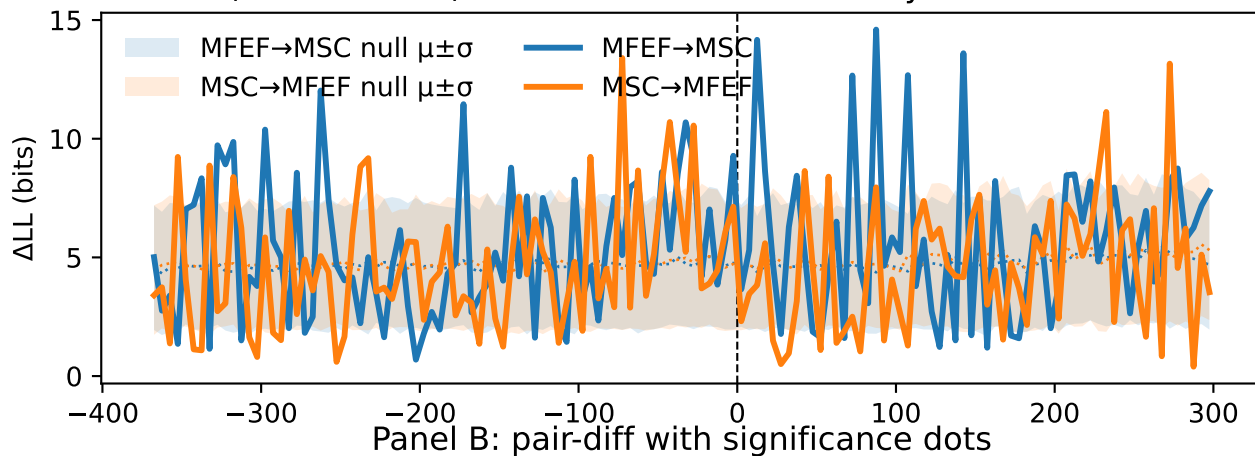 15
10
5
0
ΔLL (bits)
MFEF→MSC null μ±σ
MSC→MFEF null μ±σ
MFEF→MSC
MSC→MFEF
−400 −300 −200 −100 0 100 200 300
Panel B: pair-diff with significance dots